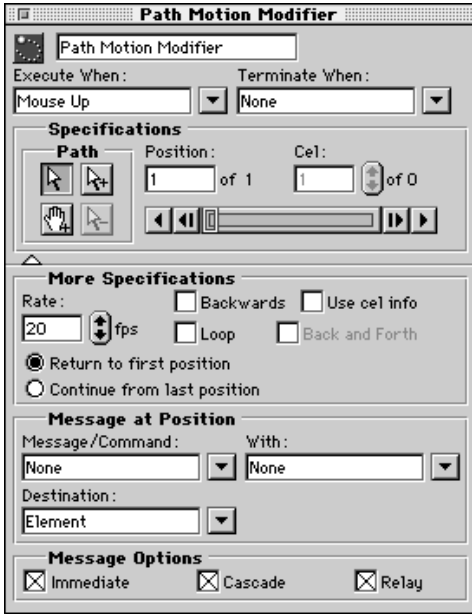 Path Motion Modifier
Path Motion Modifier
Execute When: Terminate When:
Mouse Up None
Specifications
Path Position: Cel:
1 of 1 1 of 0
More Specifications
Rate: Backwards Use cel info
20 fps Loop Back and Forth
Return to first position
Continue from last position
Message at Position
Message/Command: With:
None None
Destination:
Element
Message Options
Immediate Cascade Relay